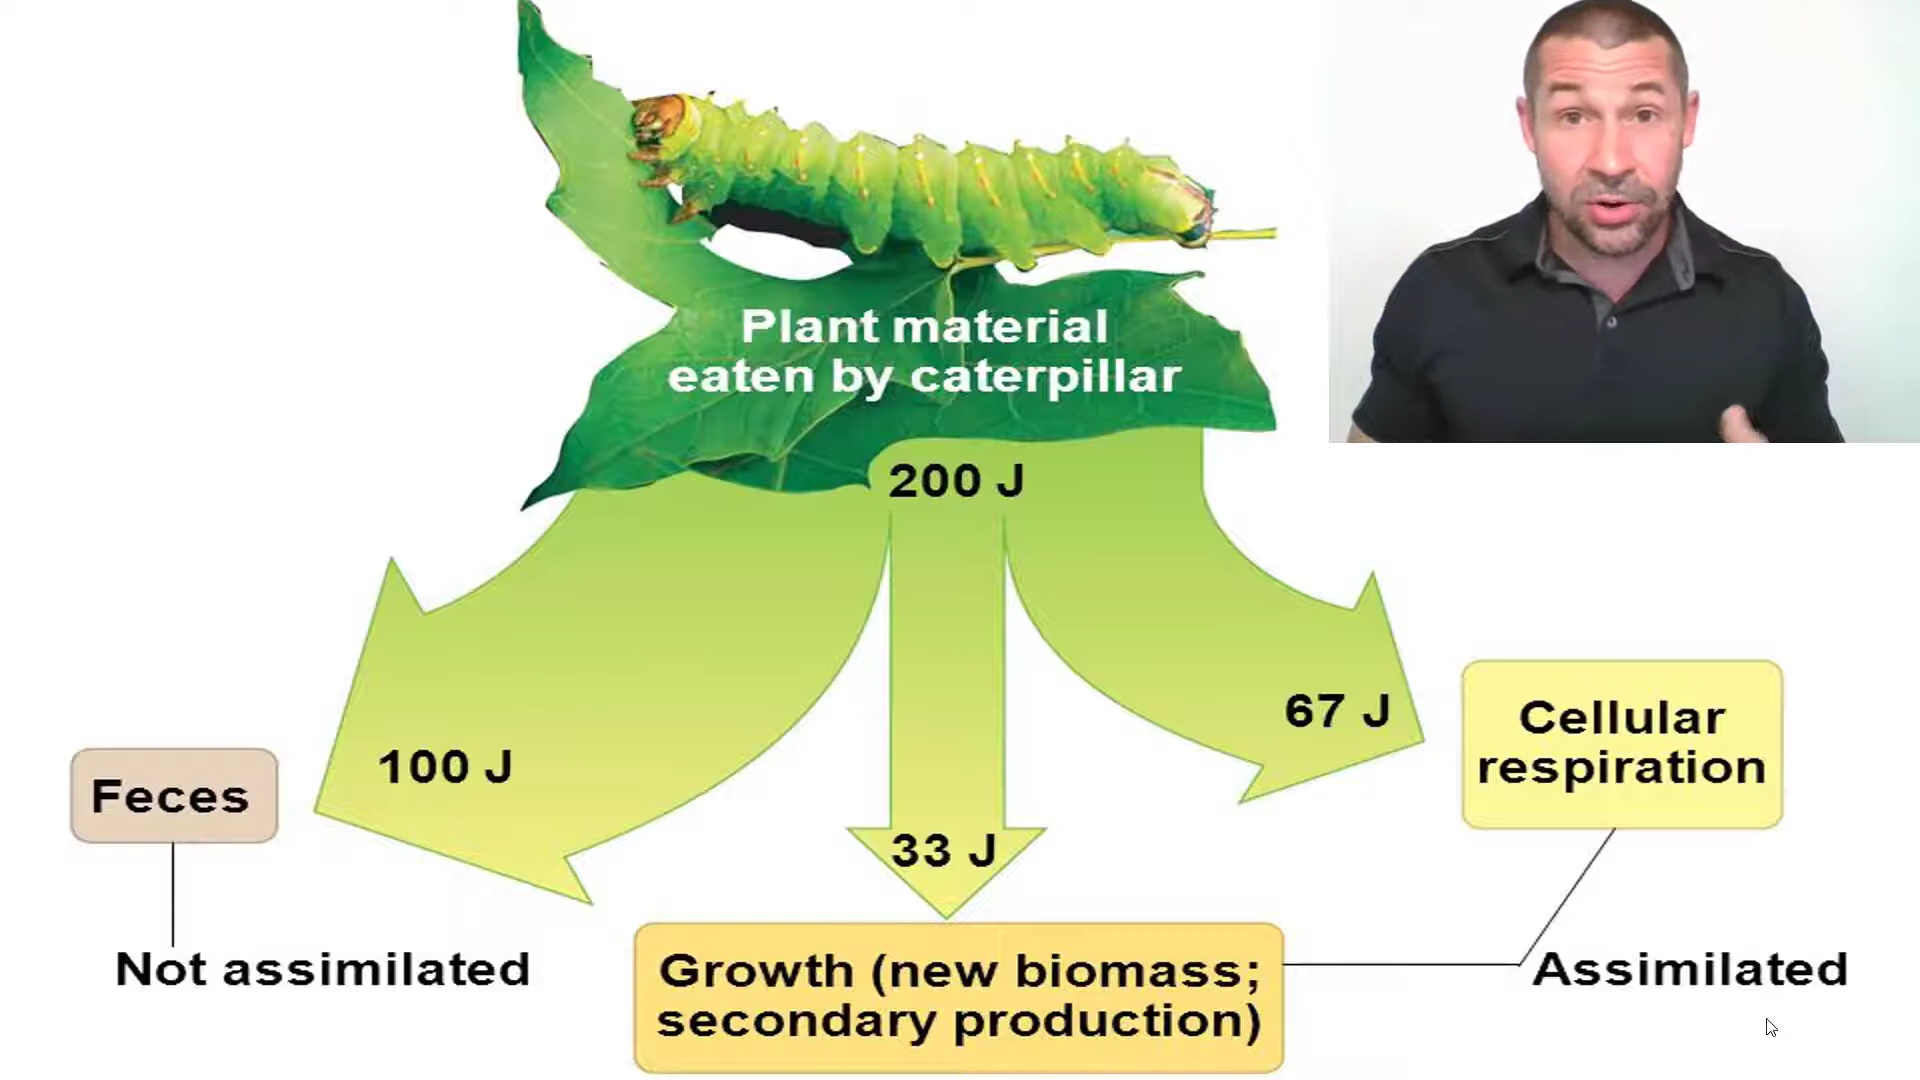 Plant material
eaten by caterpillar
200 J
100 J
33 J
67 J
Feces
Cellular
respiration
Not assimilated
Growth (new biomass;
secondary production)
Assimilated